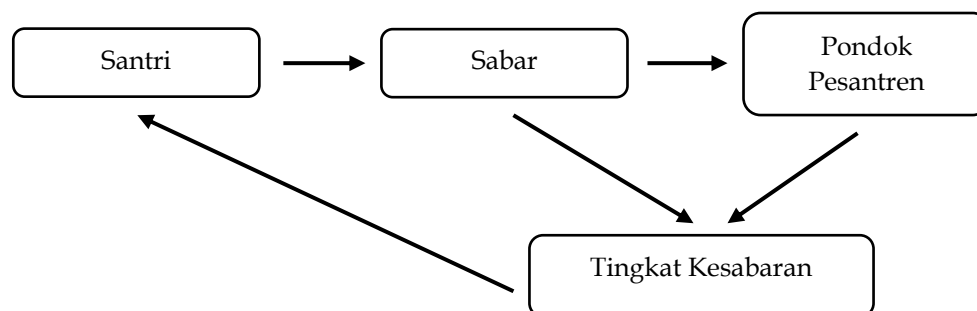 Santri
Sabar
Pondok
Pesantren
Tingkat Kesabaran